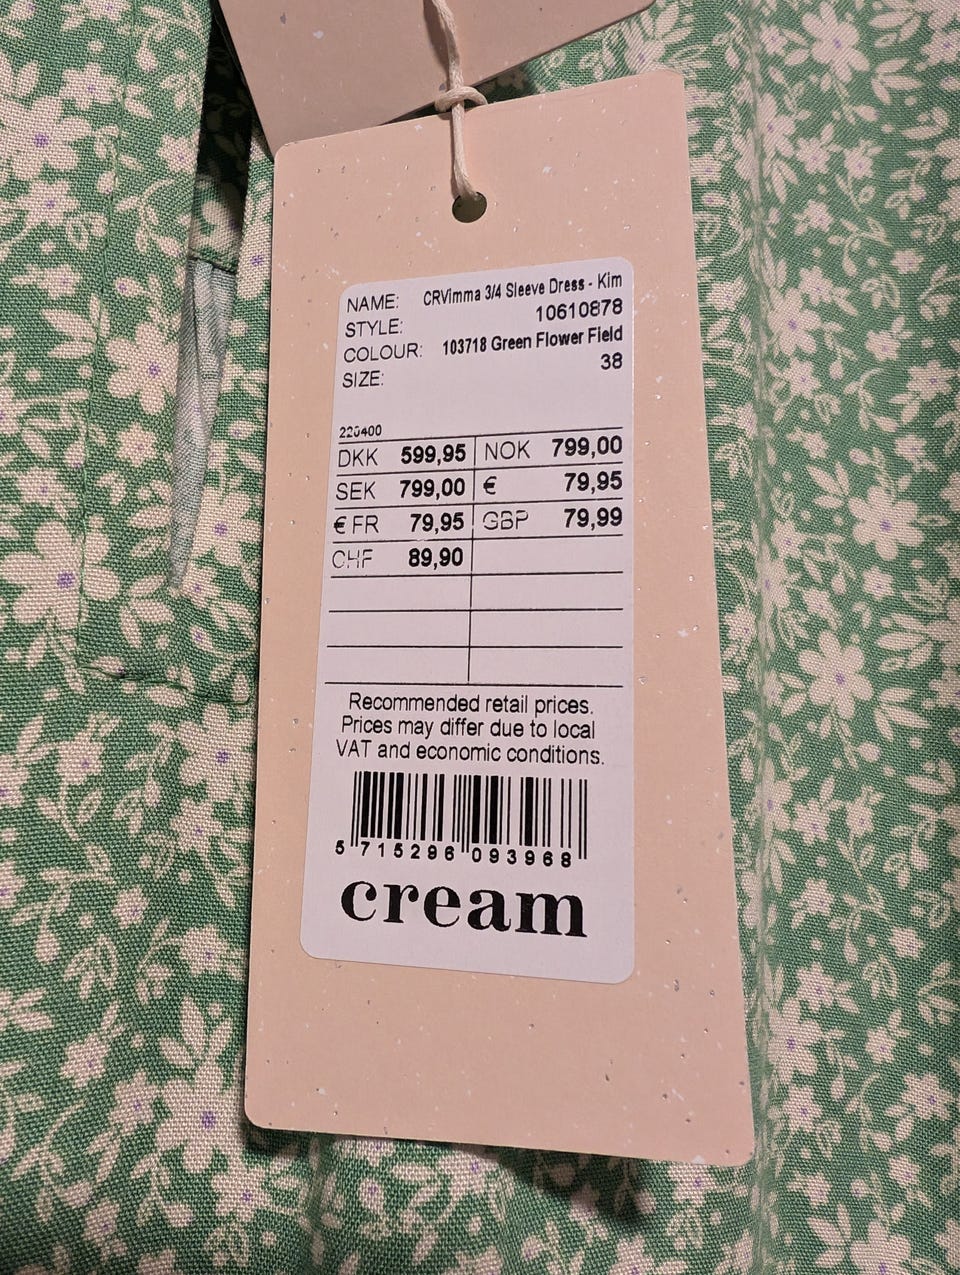 NAME: CRVimma 3/4 Sleeve Dress - Kim
STYLE: 10610878
COLOUR: 103718 Green Flower Field
SIZE: 38
220400
DKK 599,95 NOK 799,00
SEK 799,00 € 79,95
€ FR 79,95 GBP 79,99
CHF 89,90
Recommended retail prices.
Prices may differ due to local
VAT and economic conditions.
5 715296 093968
cream